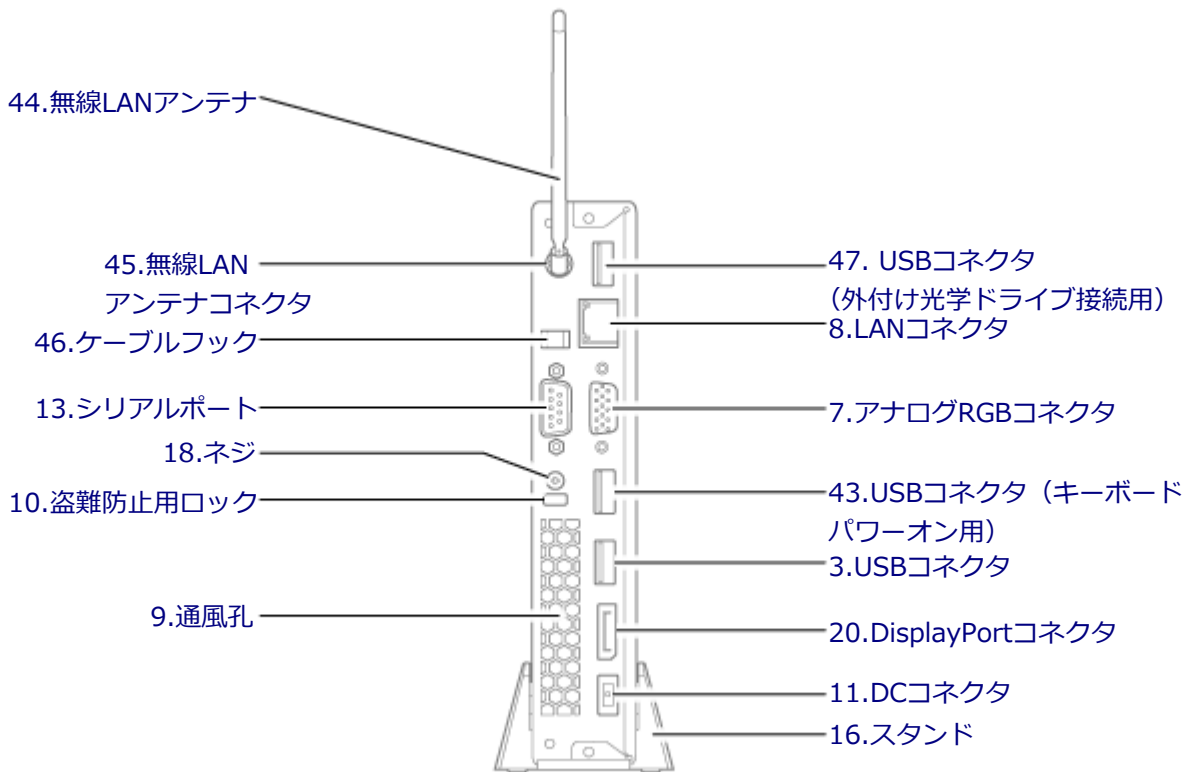 44.無線LANアンテナ
45.無線LAN
アンテナコネクタ
46.ケーブルフック
13.シリアルポート
18.ネジ
10.盗難防止用ロック
9.通風孔
47. USBコネクタ
（外付け光学ドライブ接続用）
8.LANコネクタ
7.アナログRGBコネクタ
43.USBコネクタ（キーボード
パワーオン用）
3.USBコネクタ
20.DisplayPortコネクタ
11.DCコネクタ
16.スタンド